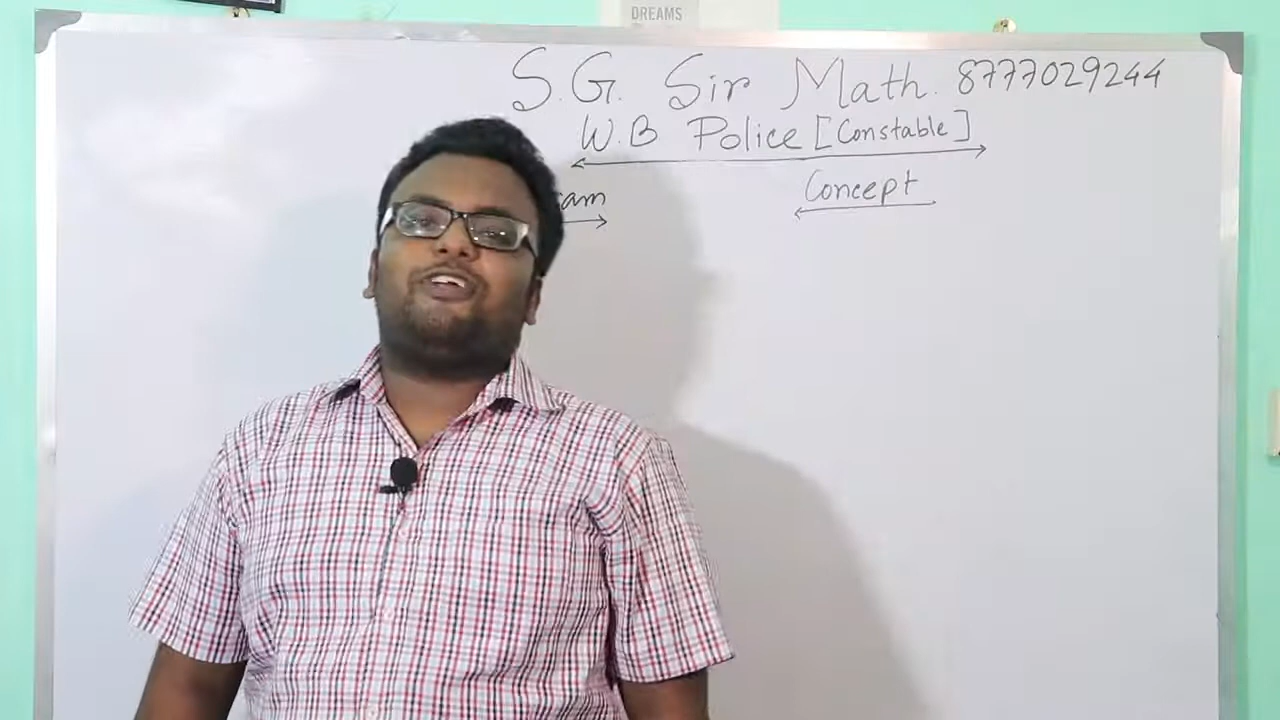 DREAMS
S.G. Sir Math. 8777029244
W.B Police [Constable]
Concept